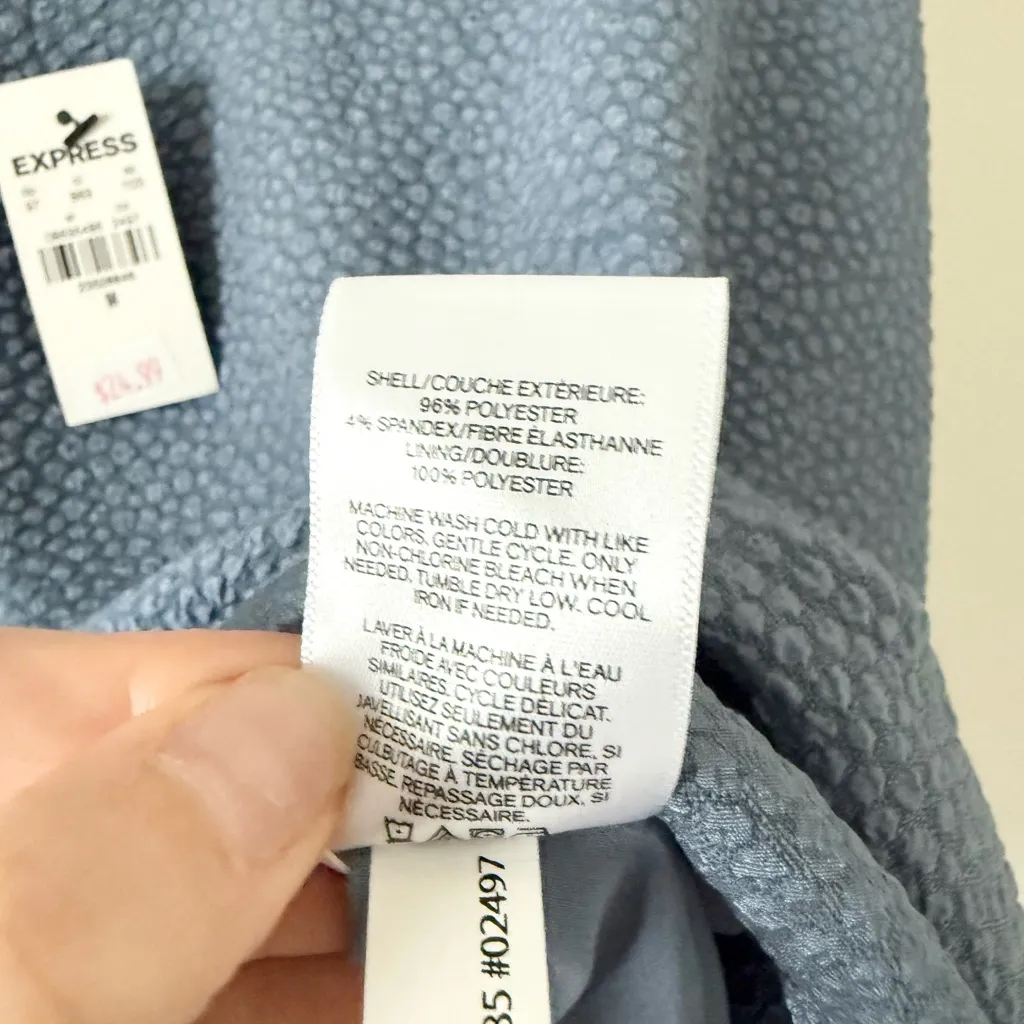 EXPRESS
M
$24.99
SHELL/COUCHE EXTÉRIEURE:
96% POLYESTER
4% SPANDEX/FIBRE ÉLASTHANNE
LINING/DOUBLURE:
100% POLYESTER
MACHINE WASH COLD WITH LIKE
COLORS. GENTLE CYCLE. ONLY
NON-CHLORINE BLEACH WHEN
NEEDED. TUMBLE DRY LOW. COOL
IRON IF NEEDED.
LAVER À LA MACHINE À L'EAU
FROIDE AVEC COULEURS
SIMILAIRES. CYCLE DÉLICAT.
UTILISEZ SEULEMENT DU
JAVELLISANT SANS CHLORE, SI
NÉCESSAIRE. SÉCHAGE PAR
CULBUTAGE À TEMPÉRATURE
BASSE. REPASSAGE DOUX, SI
NÉCESSAIRE.
35 #02497